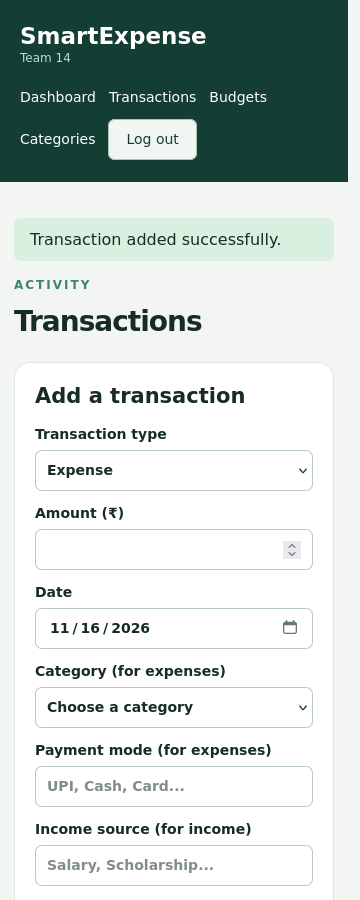 SmartExpense
Team 14
Dashboard Transactions Budgets
Categories Log out
Transaction added successfully.
ACTIVITY
Transactions
Add a transaction
Transaction type
Expense
Amount (₹)
Date
11/16/2026
Category (for expenses)
Choose a category
Payment mode (for expenses)
UPI, Cash, Card...
Income source (for income)
Salary, Scholarship...